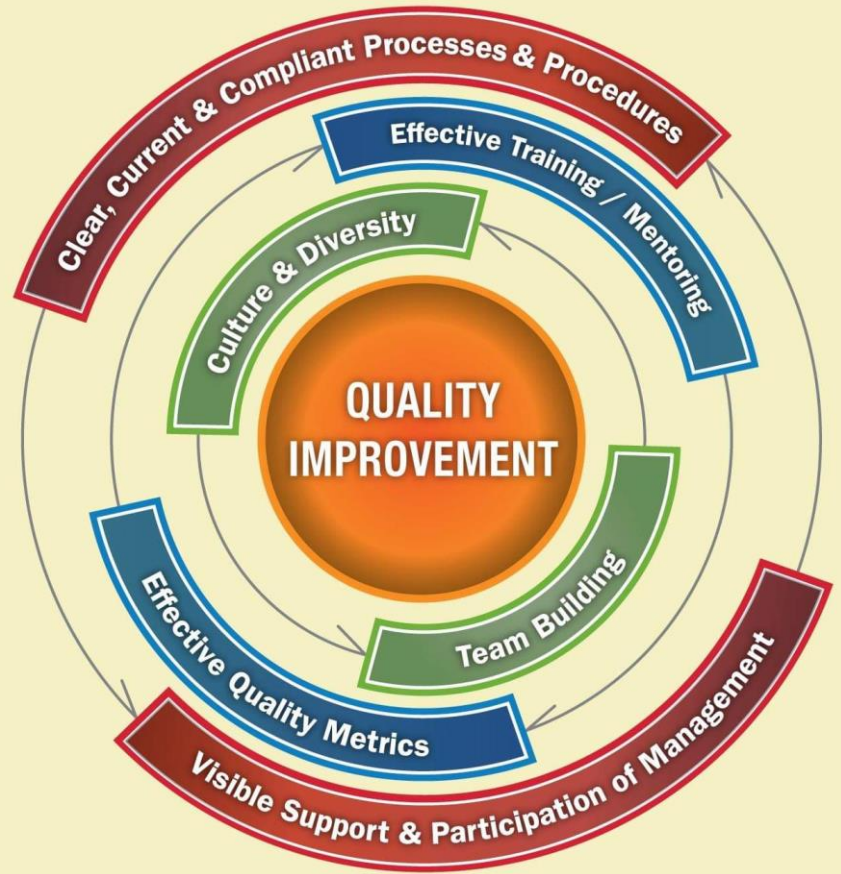 Clear, Current & Compliant Processes & Procedures
Effective Training / Mentoring
Culture & Diversity
QUALITY
IMPROVEMENT
Team Building
Effective Quality Metrics
Visible Support & Participation of Management